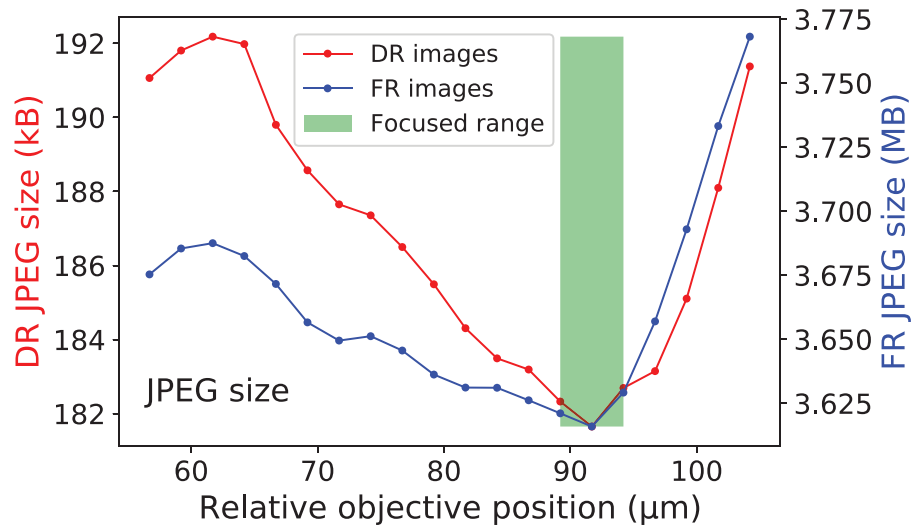 DR JPEG size (kB)
192
190
188
186
184
182
DR images
FR images
Focused range
JPEG size
3.775
3.750
3.725
3.700
3.675
3.650
3.625
FR JPEG size (MB)
60
70
80
90
100
Relative objective position (μm)